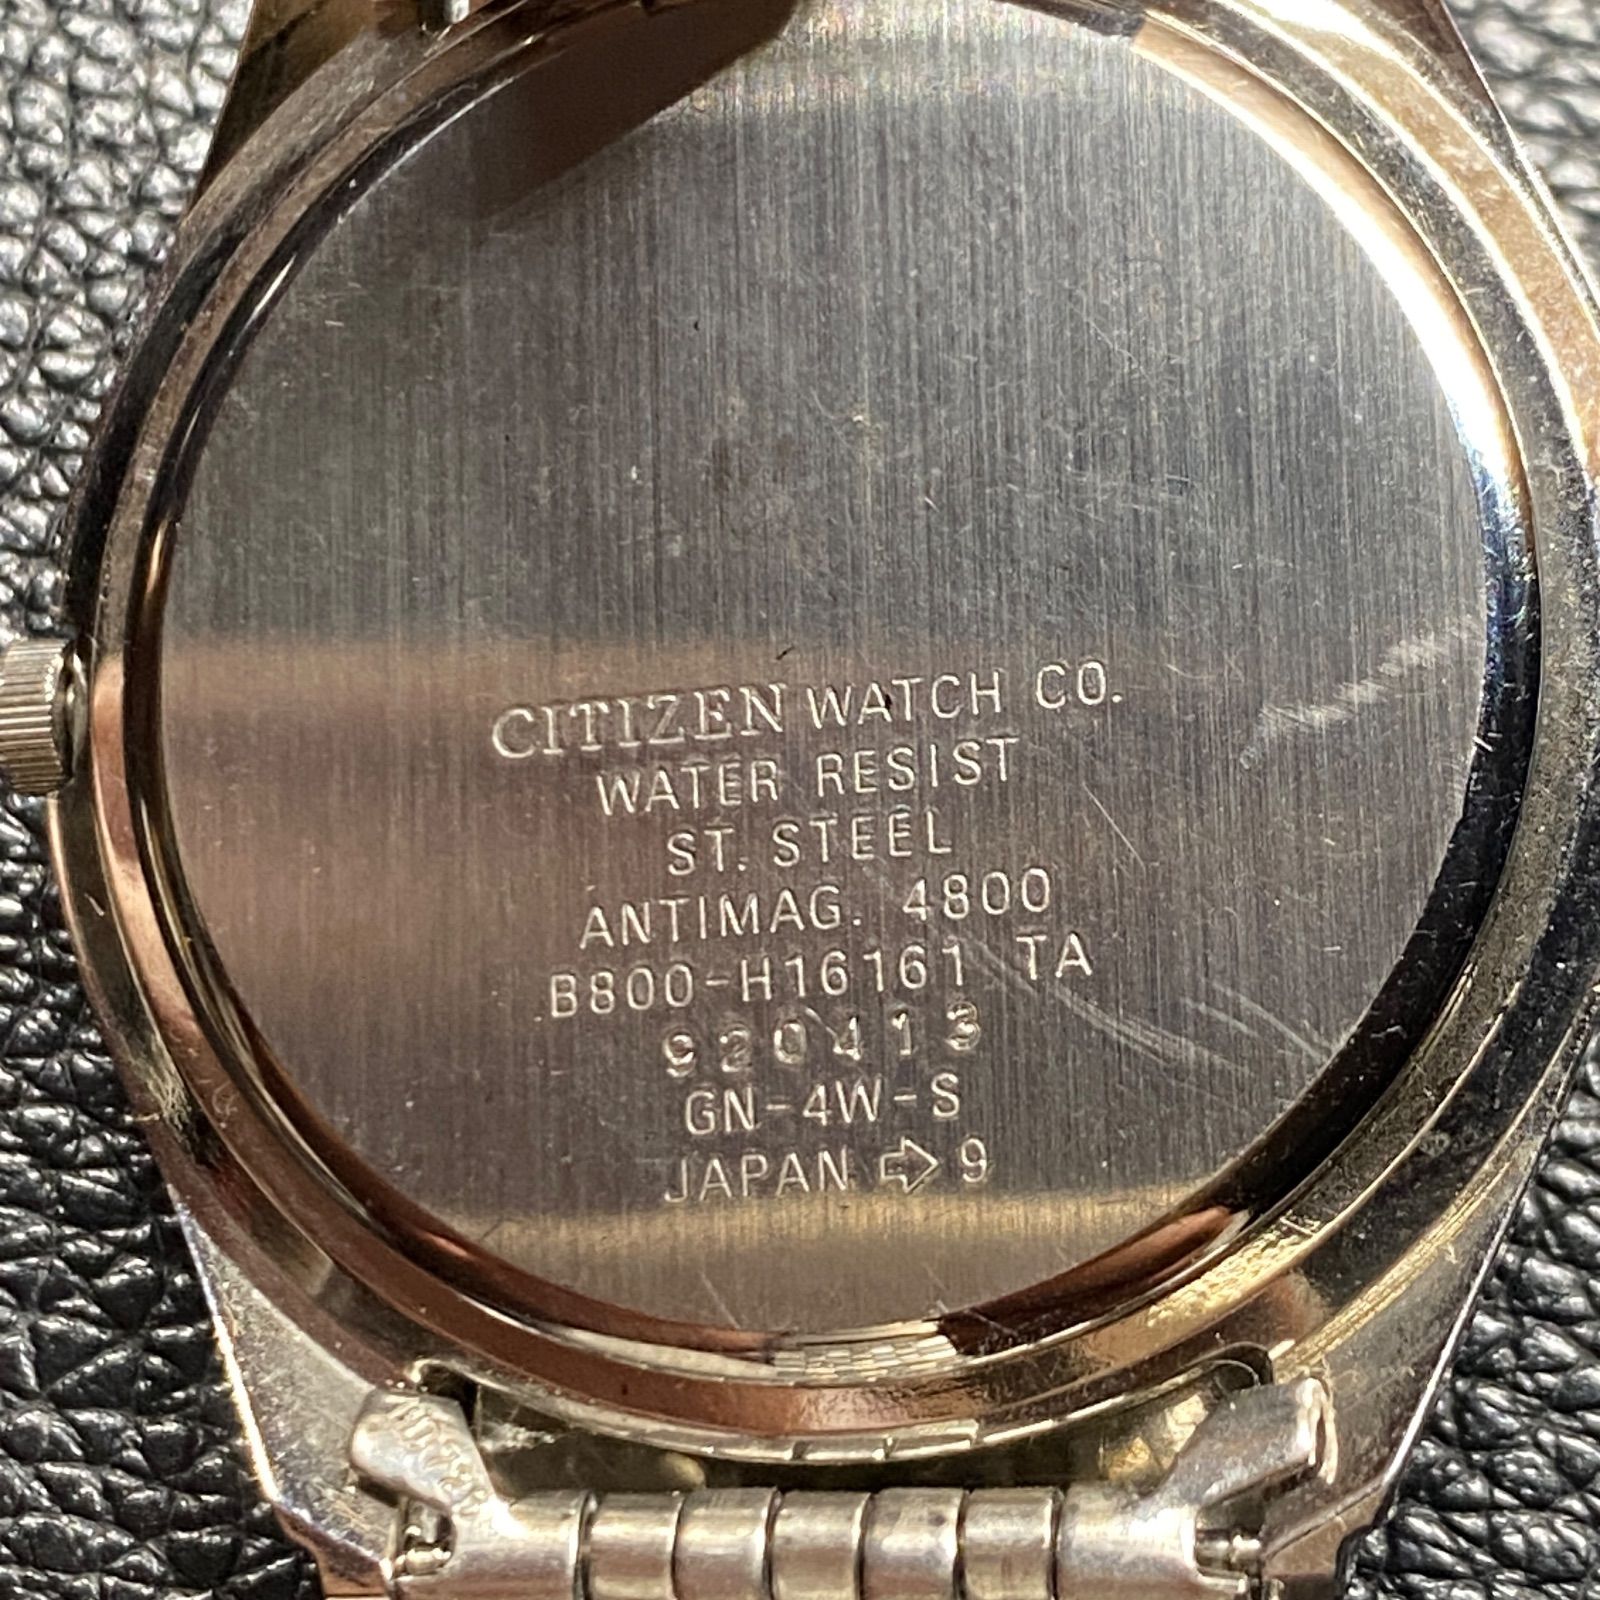 CITIZEN WATCH CO.
WATER RESIST
ST. STEEL
ANTIMAG. 4800
B800-H16161 TA
920413
GN-4W-S
JAPAN ⇨ 9